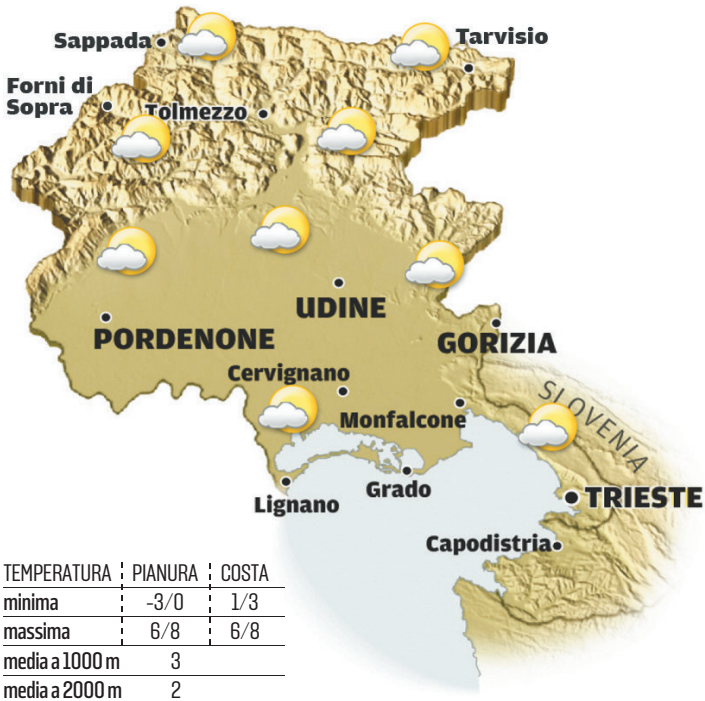 Sappada
Tarvisio
Forni di
Sopra
Tolmezzo
UDINE
PORDENONE
GORIZIA
Cervignano
SLOVENIA
Monfalcone
Grado
Lignano
TRIESTE
Capodistria
TEMPERATURA PIANURA COSTA
minima -3/0 1/3
massima 6/8 6/8
media a 1000 m 3
media a 2000 m 2